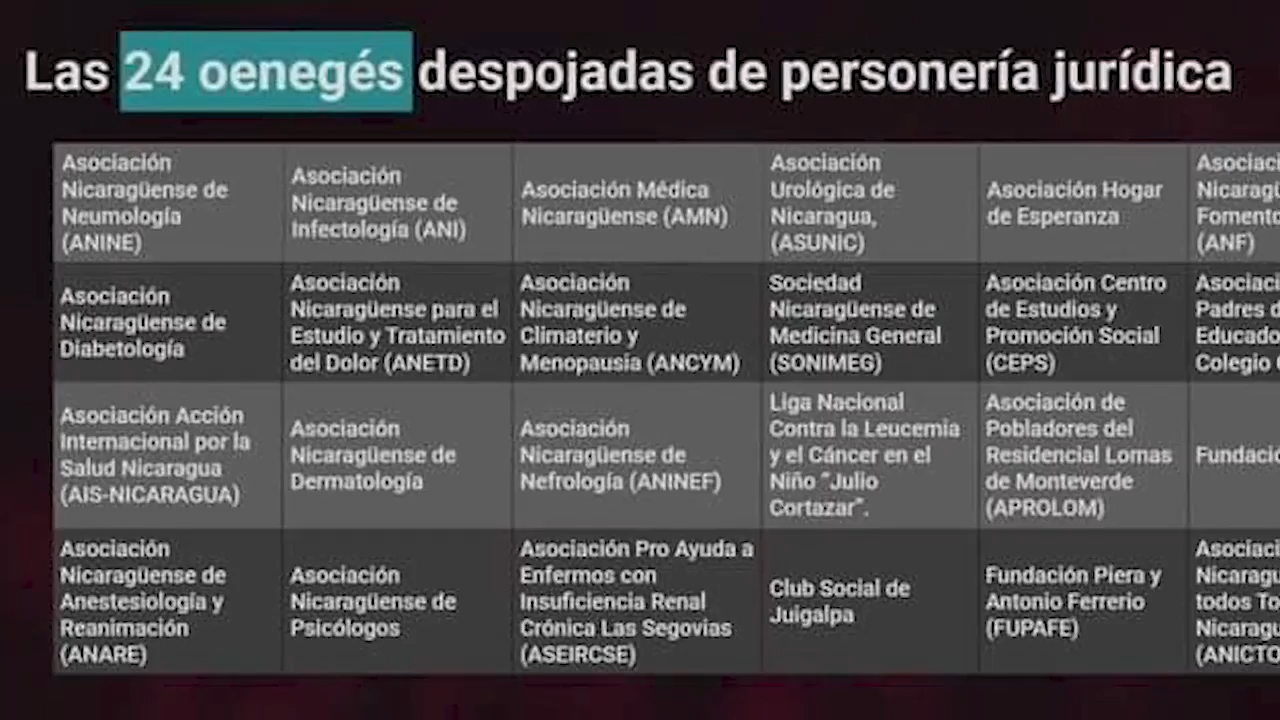 Las 24 oenegés despojadas de personería jurídica
Asociación
Nicaragüense de
Neumología
(ANINE)
Asociación
Nicaragüense de
Infectología (ANI)
Asociación Médica
Nicaragüense (AMN)
Asociación
Urológica de
Nicaragua,
(ASUNIC)
Asociación Hogar
de Esperanza
(ANF)
Asociación
Nicaragüense de
Diabetología
Asociación
Nicaragüense para el
Estudio y Tratamiento
del Dolor (ANETD)
Asociación
Nicaragüense de
Climaterio y
Menopausia (ANCYM)
Sociedad
Nicaragüense de
Medicina General
(SONIMEG)
Asociación Centro
de Estudios y
Promoción Social
(CEPS)
Padres
Colegio
Asociación Acción
Internacional por la
Salud Nicaragua
(AIS-NICARAGUA)
Asociación
Nicaragüense de
Dermatología
Asociación
Nicaragüense de
Nefrología (ANINEF)
Liga Nacional
Contra la Leucemia
y el Cáncer en el
Niño “Julio
Cortazar”.
Asociación de
Pobladores del
Residencial Lomas
de Monteverde
(APROLOM)
Asociación
Nicaragüense de
Anestesiología y
Reanimación
(ANARE)
Asociación
Nicaragüense de
Psicólogos
Asociación Pro Ayuda a
Enfermos con
Insuficiencia Renal
Crónica Las Segovias
(ASEIRCSE)
Club Social de
Juigalpa
Fundación Piera y
Antonio Ferrerio
(FUPAFE)
todos